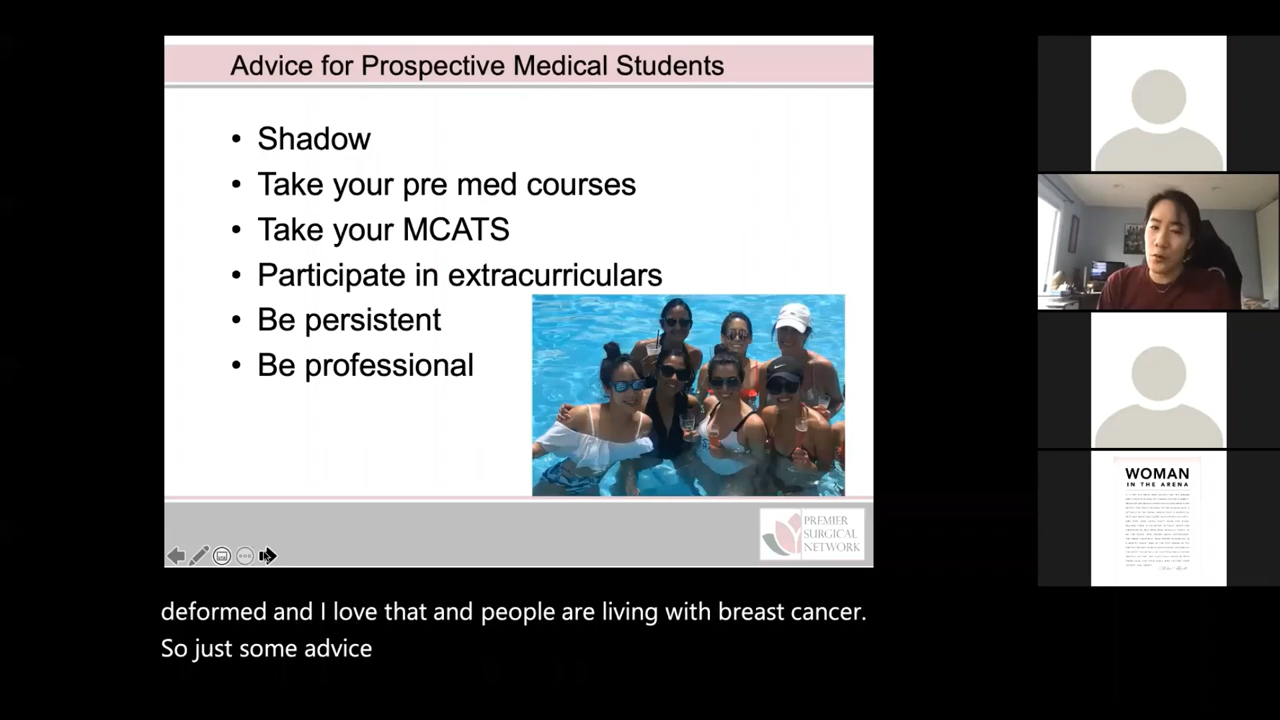 Advice for Prospective Medical Students
• Shadow
• Take your pre med courses
• Take your MCATS
• Participate in extracurriculars
• Be persistent
• Be professional
PREMIER
SURGICAL
NETWORK
WOMAN
IN THE ARENA
deformed and I love that and people are living with breast cancer.
So just some advice